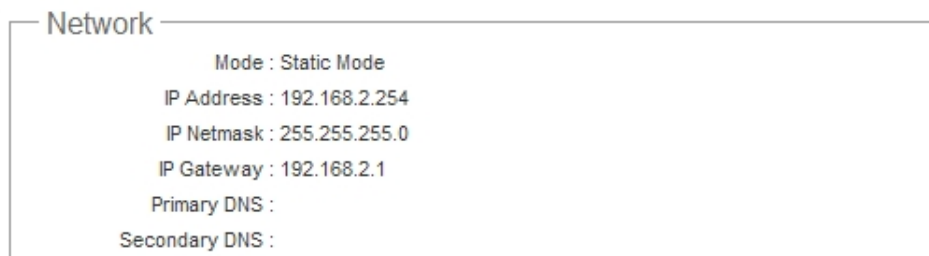 Network
Mode : Static Mode
IP Address : 192.168.2.254
IP Netmask : 255.255.255.0
IP Gateway : 192.168.2.1
Primary DNS :
Secondary DNS :